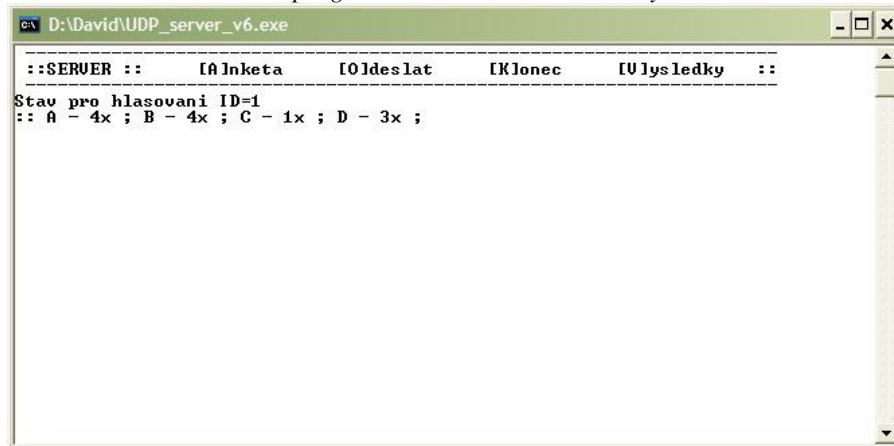 D:\David\UDP_server_v6.exe
::SERVER :: [A]nketa [O]deslat [K]onec [V]ysledky ::
Stav pro hlasovani ID=1
:: A - 4x ; B - 4x ; C - 1x ; D - 3x ;